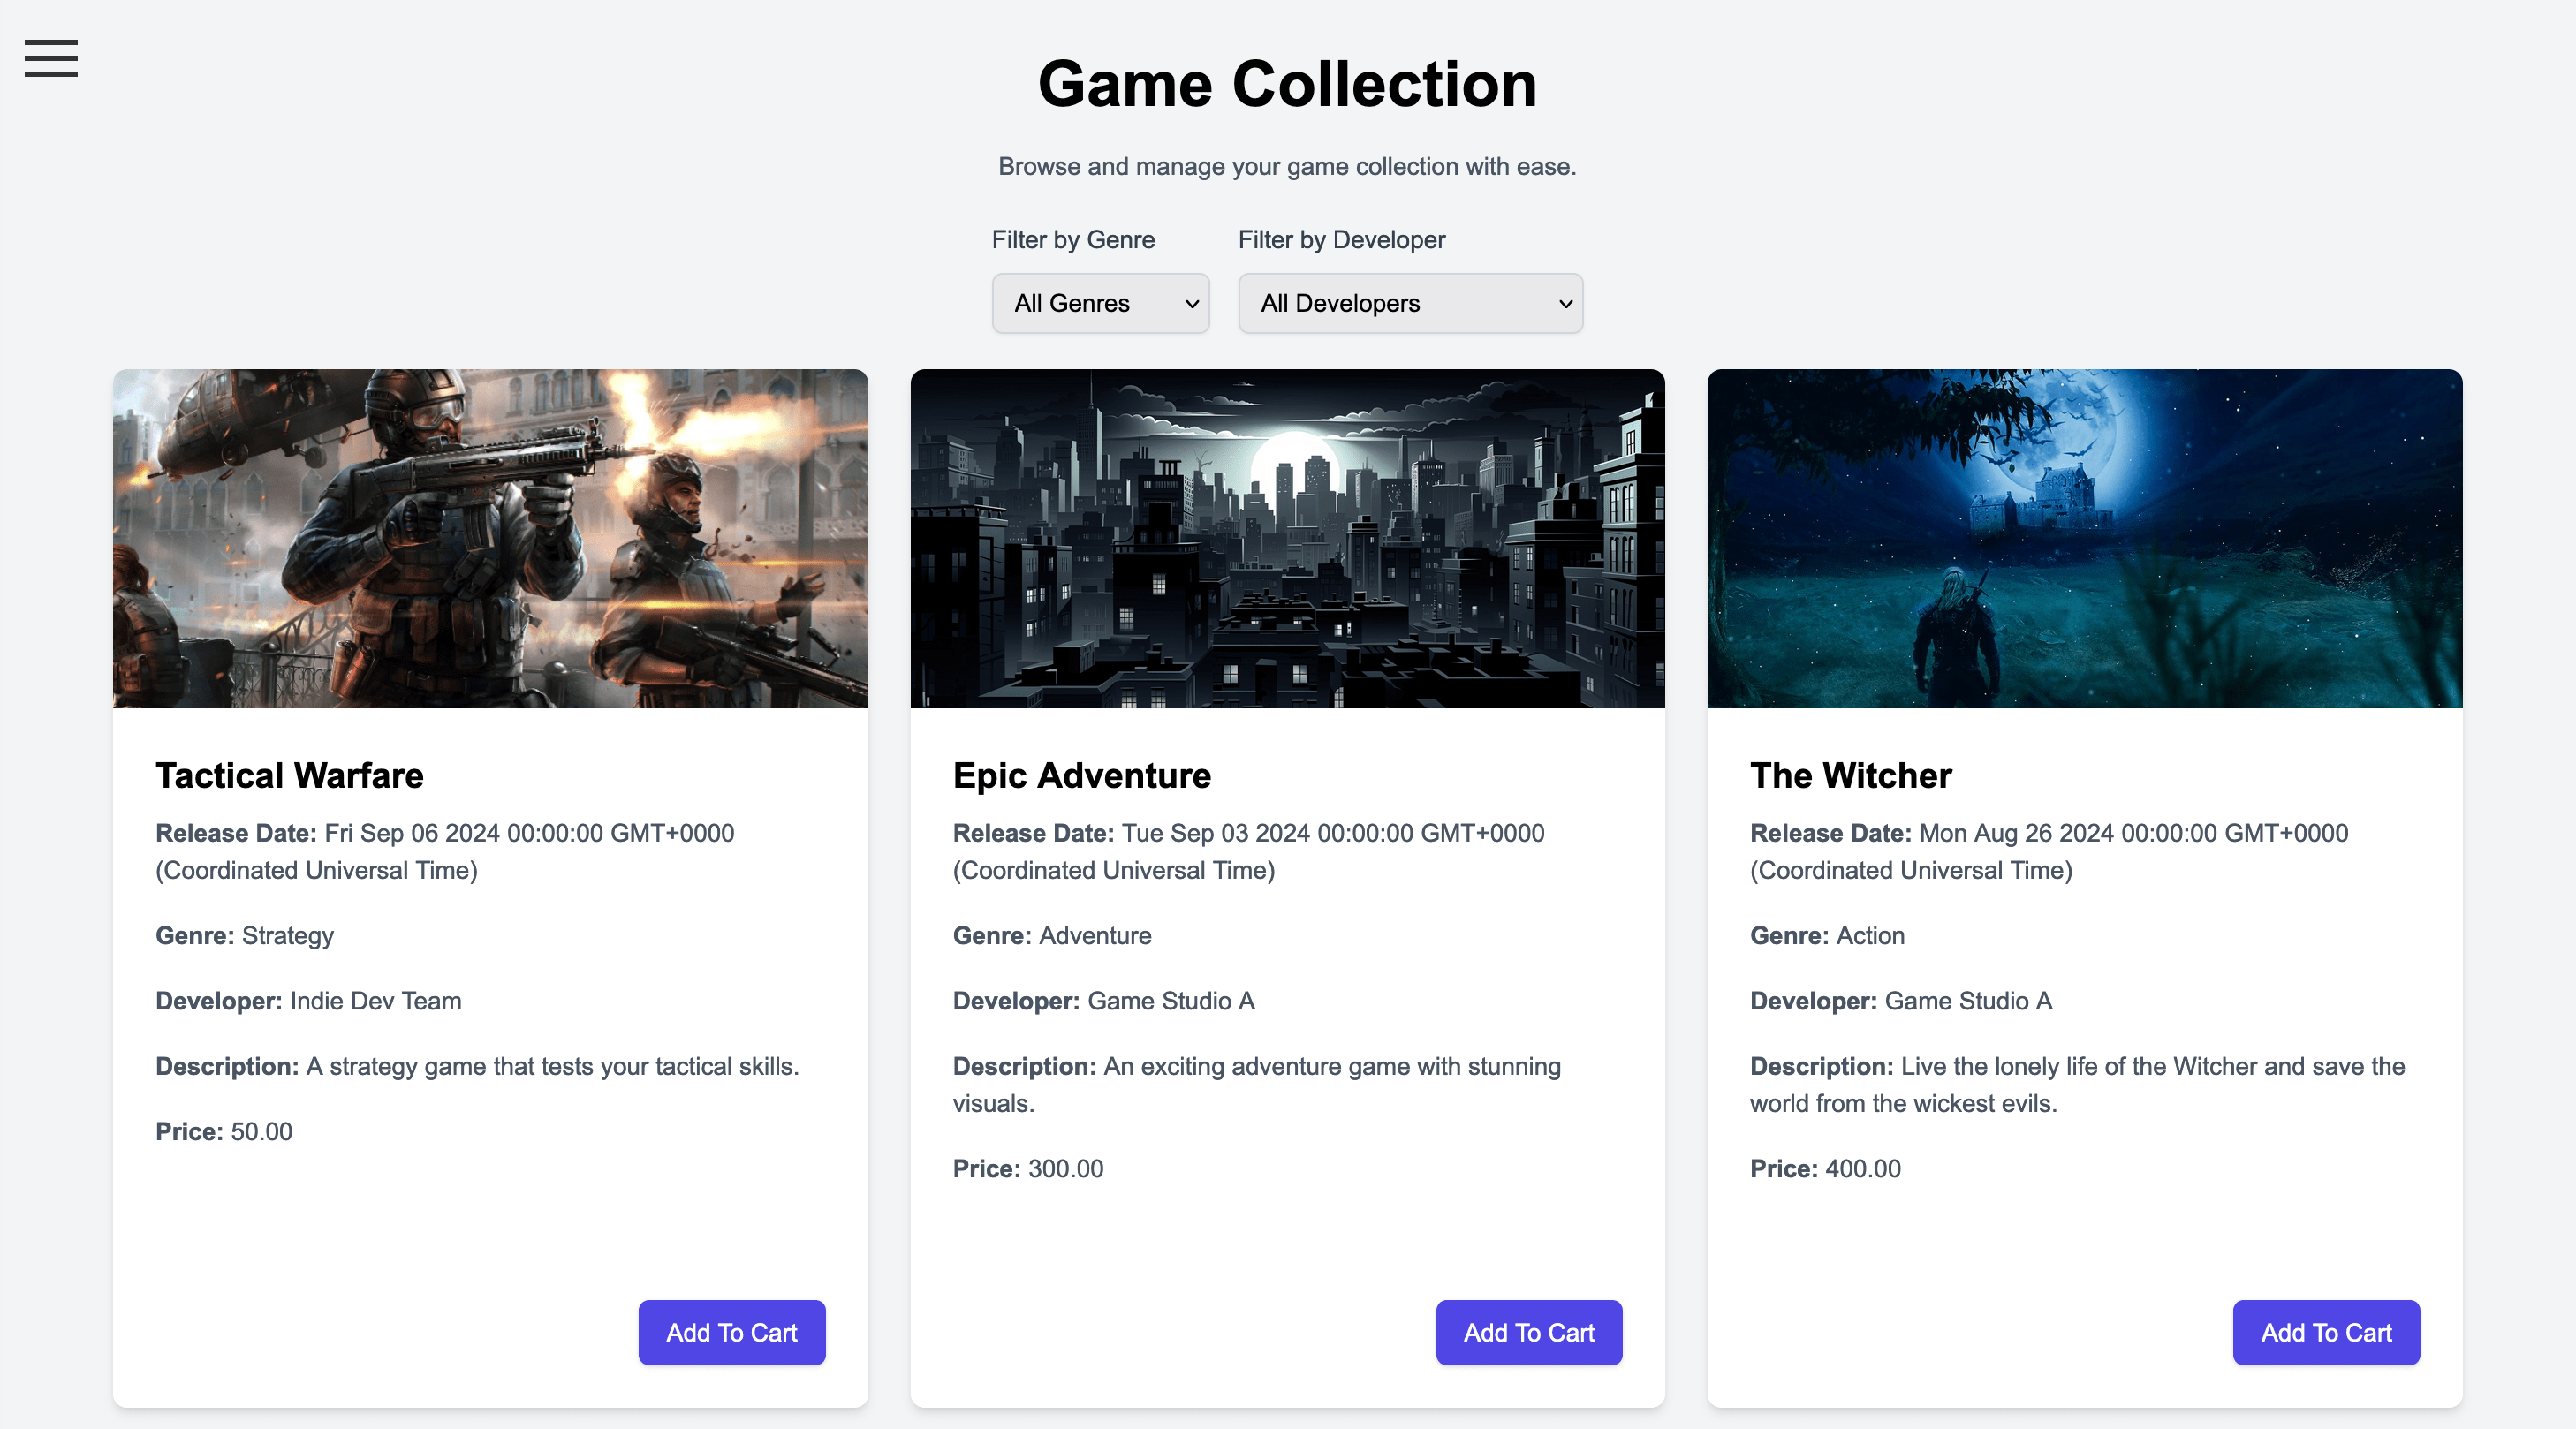 Game Collection
Browse and manage your game collection with ease.
Filter by Genre
Filter by Developer
All Genres
All Developers
Tactical Warfare
Release Date: Fri Sep 06 2024 00:00:00 GMT+0000
(Coordinated Universal Time)
Genre: Strategy
Developer: Indie Dev Team
Description: A strategy game that tests your tactical skills.
Price: 50.00
Add To Cart
Epic Adventure
Release Date: Tue Sep 03 2024 00:00:00 GMT+0000
(Coordinated Universal Time)
Genre: Adventure
Developer: Game Studio A
Description: An exciting adventure game with stunning
visuals.
Price: 300.00
Add To Cart
The Witcher
Release Date: Mon Aug 26 2024 00:00:00 GMT+0000
(Coordinated Universal Time)
Genre: Action
Developer: Game Studio A
Description: Live the lonely life of the Witcher and save the
world from the wickest evils.
Price: 400.00
Add To Cart